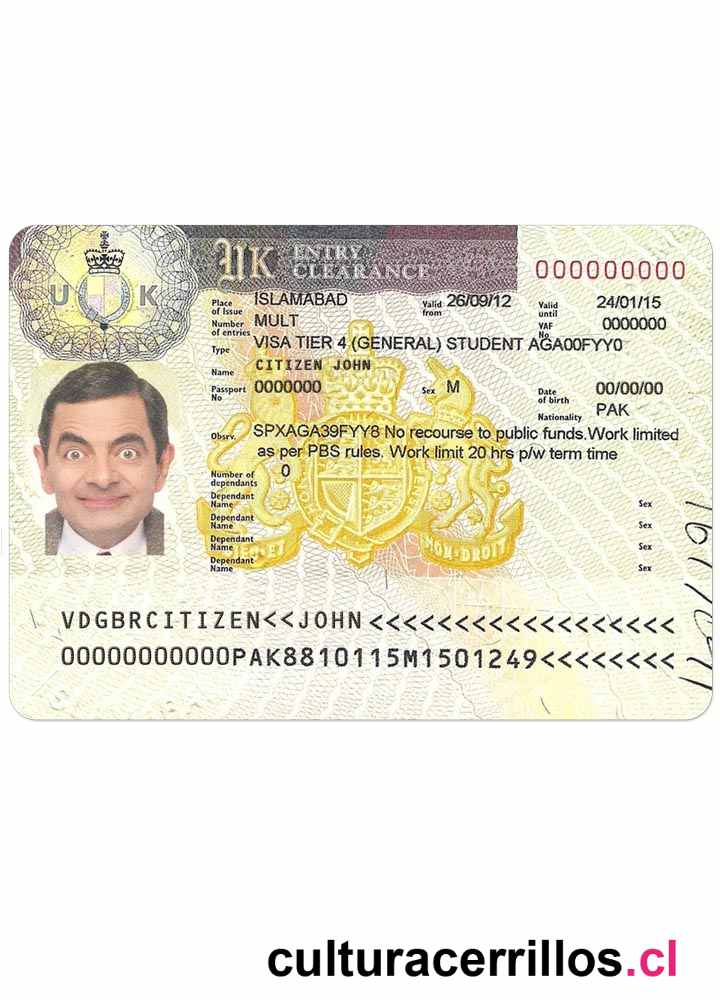 UK ENTRY CLEARANCE
000000000
U K
Place of Issue ISLAMABAD Valid from 26/09/12 Valid until 24/01/15
Number of entries MULT VAF No. 0000000
Type VISA TIER 4 (GENERAL) STUDENT AGA00FYY0
Name CITIZEN JOHN
Passport No 0000000 Sex M Date of birth 00/00/00
Nationality PAK
Obsrv. SPXAGA39FYY8 No recourse to public funds.Work limited
as per PBS rules. Work limit 20 hrs p/w term time
Number of dependants 0
Dependant Name Sex
Dependant Name Sex
Dependant Name Sex
Dependant Name Sex
MON·DROIT
VDGBRCITIZEN<<JOHN<<<<<<<<<<<<<<<<<<
00000000000PAK8810115M1501249<<<<<<<
culturacerrillos.cl